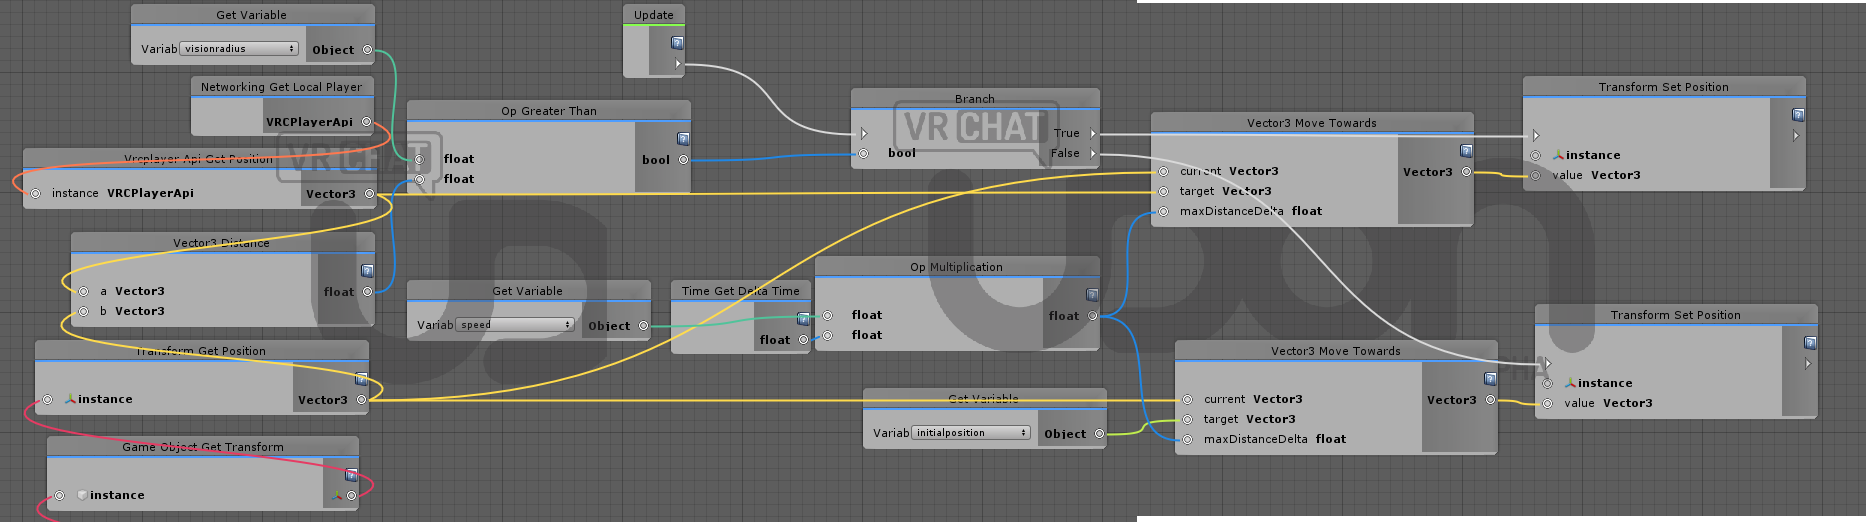 Get Variable
Variab visionradius Object
Networking Get Local Player
VRCPlayerApi
Vrcplayer Api Get Position
instance VRCPlayerApi Vector3
Vector3 Distance
a Vector3
b Vector3
float
Transform Get Position
instance Vector3
Game Object Get Transform
instance
Op Greater Than
float
float
bool
Get Variable
Variab speed Object
Time Get Delta Time
float
Update
Op Multiplication
float
float
float
Branch
True
bool False
VRCHAT
VRCHAT
Get Variable
Variab initialposition Object
Vector3 Move Towards
current Vector3
target Vector3
maxDistanceDelta float
Vector3
Vector3 Move Towards
current Vector3
target Vector3
maxDistanceDelta float
Vector3
Transform Set Position
instance
value Vector3
Transform Set Position
instance
value Vector3